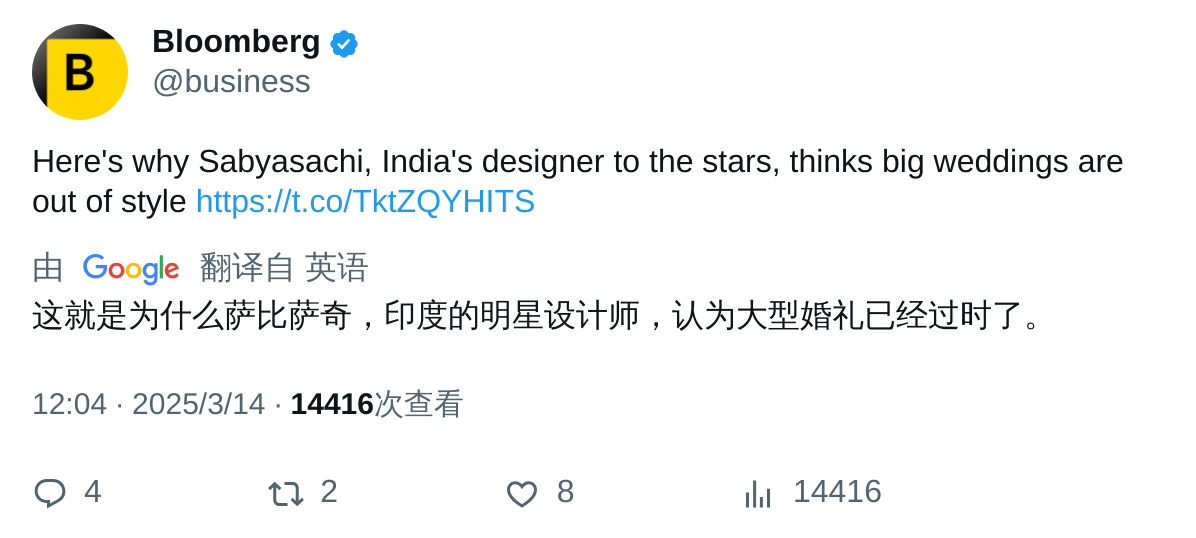 B
Bloomberg
@business
Here's why Sabyasachi, India's designer to the stars, thinks big weddings are
out of style https://t.co/TktZQYHITS
由 Google 翻译自 英语
这就是为什么萨比萨奇，印度的明星设计师，认为大型婚礼已经过时了。
12:04 · 2025/3/14 · 14416次查看
4 2 8 14416